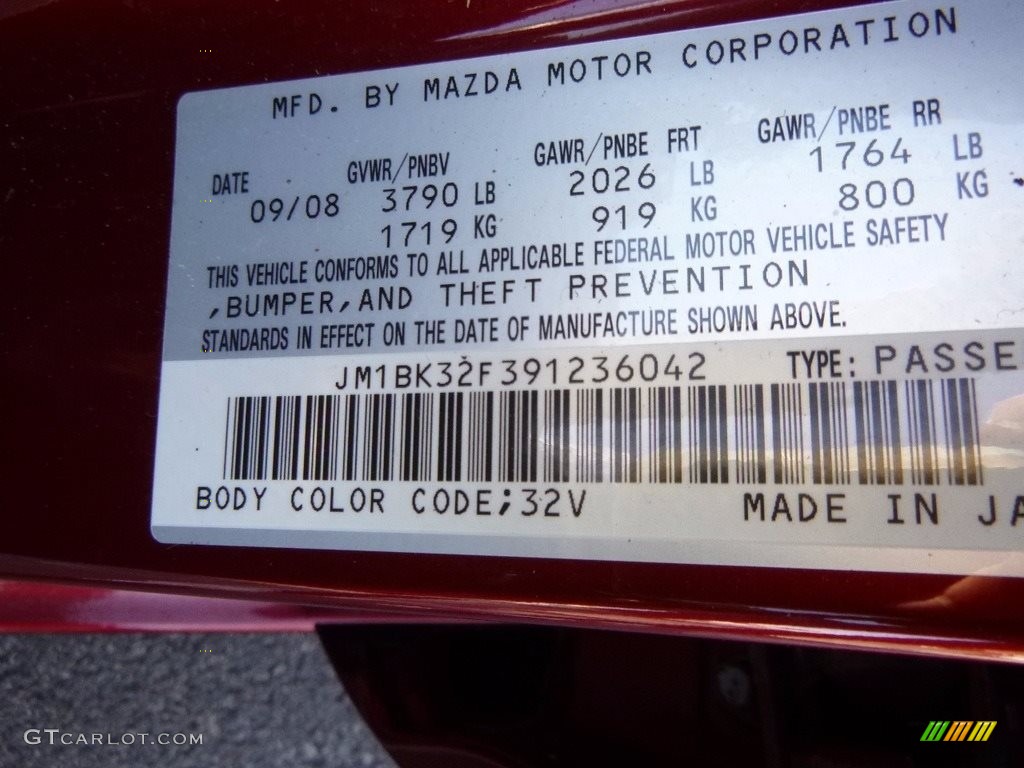 MFD. BY MAZDA MOTOR CORPORATION
DATE GVWR/PNBV GAWR/PNBE FRT GAWR/PNBE RR
09/08 3790 LB 2026 LB 1764 LB
1719 KG 919 KG 800 KG
THIS VEHICLE CONFORMS TO ALL APPLICABLE FEDERAL MOTOR VEHICLE SAFETY
,BUMPER,AND THEFT PREVENTION
STANDARDS IN EFFECT ON THE DATE OF MANUFACTURE SHOWN ABOVE.
JM1BK32F391236042 TYPE: PASSE
BODY COLOR CODE;32V MADE IN JA
GTCARLOT.COM